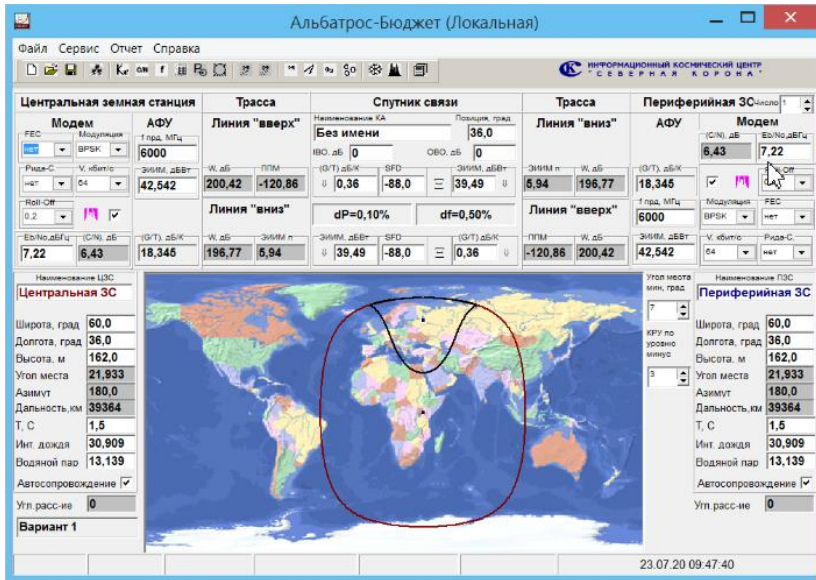 Альбатрос-Бюджет (Локальная)
Файл Сервис Отчет Справка
ИНФОРМАЦИОННЫЙ КОСМИЧЕСКИЙ ЦЕНТР
"СЕВЕРНАЯ КОРОНА"
Центральная земная станция Трасса Спутник связи Трасса Периферийная ЗС Число 1
Модем АФУ Линия "вверх" Наименование КА Позиция, град Линия "вниз" АФУ Модем
FEC Модуляция f прд, МГц Без имени 36,0 (C/N), дБ Eb/No,дБГц
нет BPSK 6000 IBO, дБ 0 OBO, дБ 0 6,43 7,22
Рида-С. V, кбит/с ЭИИМ, дБВт W, дБ ППМ (G/T) дБ/К SFD ЭИИМ, дБВт ЭИИМ п W, дБ (G/T), дБ/К
нет 64 42,542 200,42 -120,86 0,36 -88,0 39,49 5,94 196,77 18,345
Roll-Off Линия "вниз" dP=0,10% df=0,50% Линия "вверх" f прд, МГц Модуляция FEC
0,2 6000 BPSK нет
Eb/No,дБГц (C/N), дБ (G/T), дБ/К W, дБ ЭИИМ п ЭИИМ, дБВт SFD (G/T) дБ/К ППМ W, дБ ЭИИМ, дБВт V, кбит/с Рида-С.
7,22 6,43 18,345 196,77 5,94 39,49 -88,0 0,36 -120,86 200,42 42,542 64 нет
Наименование ЦЗС Угол места Наименование ПЗС
Центральная ЗС мин, град Периферийная ЗС
7
Широта, град 60,0 КРУ по Широта, град 60,0
Долгота, град 36,0 уровню Долгота, град 36,0
Высота, м 162,0 минус Высота, м 162,0
Угол места 21,933 3 Угол места 21,933
Азимут 180,0 Азимут 180,0
Дальность,км 39364 Дальность,км 39364
Т, С 1,5 Т, С 1,5
Инт. дождя 30,909 Инт. дождя 30,909
Водяной пар 13,139 Водяной пар 13,139
Автосопровождение Автосопровождение
Угл.расс-ие 0 Угл.расс-ие 0
Вариант 1
23.07.20 09:47:40